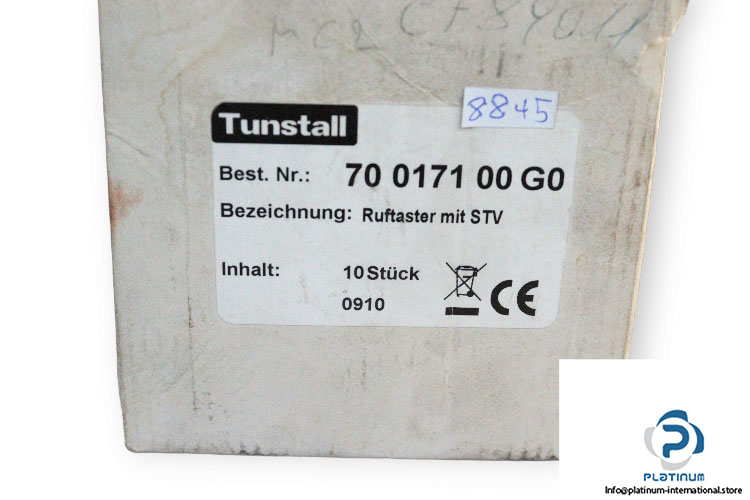 8845
Tunstall
Best. Nr.: 70 0171 00 G0
Bezeichnung: Ruftaster mit STV
Inhalt: 10 Stück
0910
CE
PLATINUM
Info@platinum-international.store